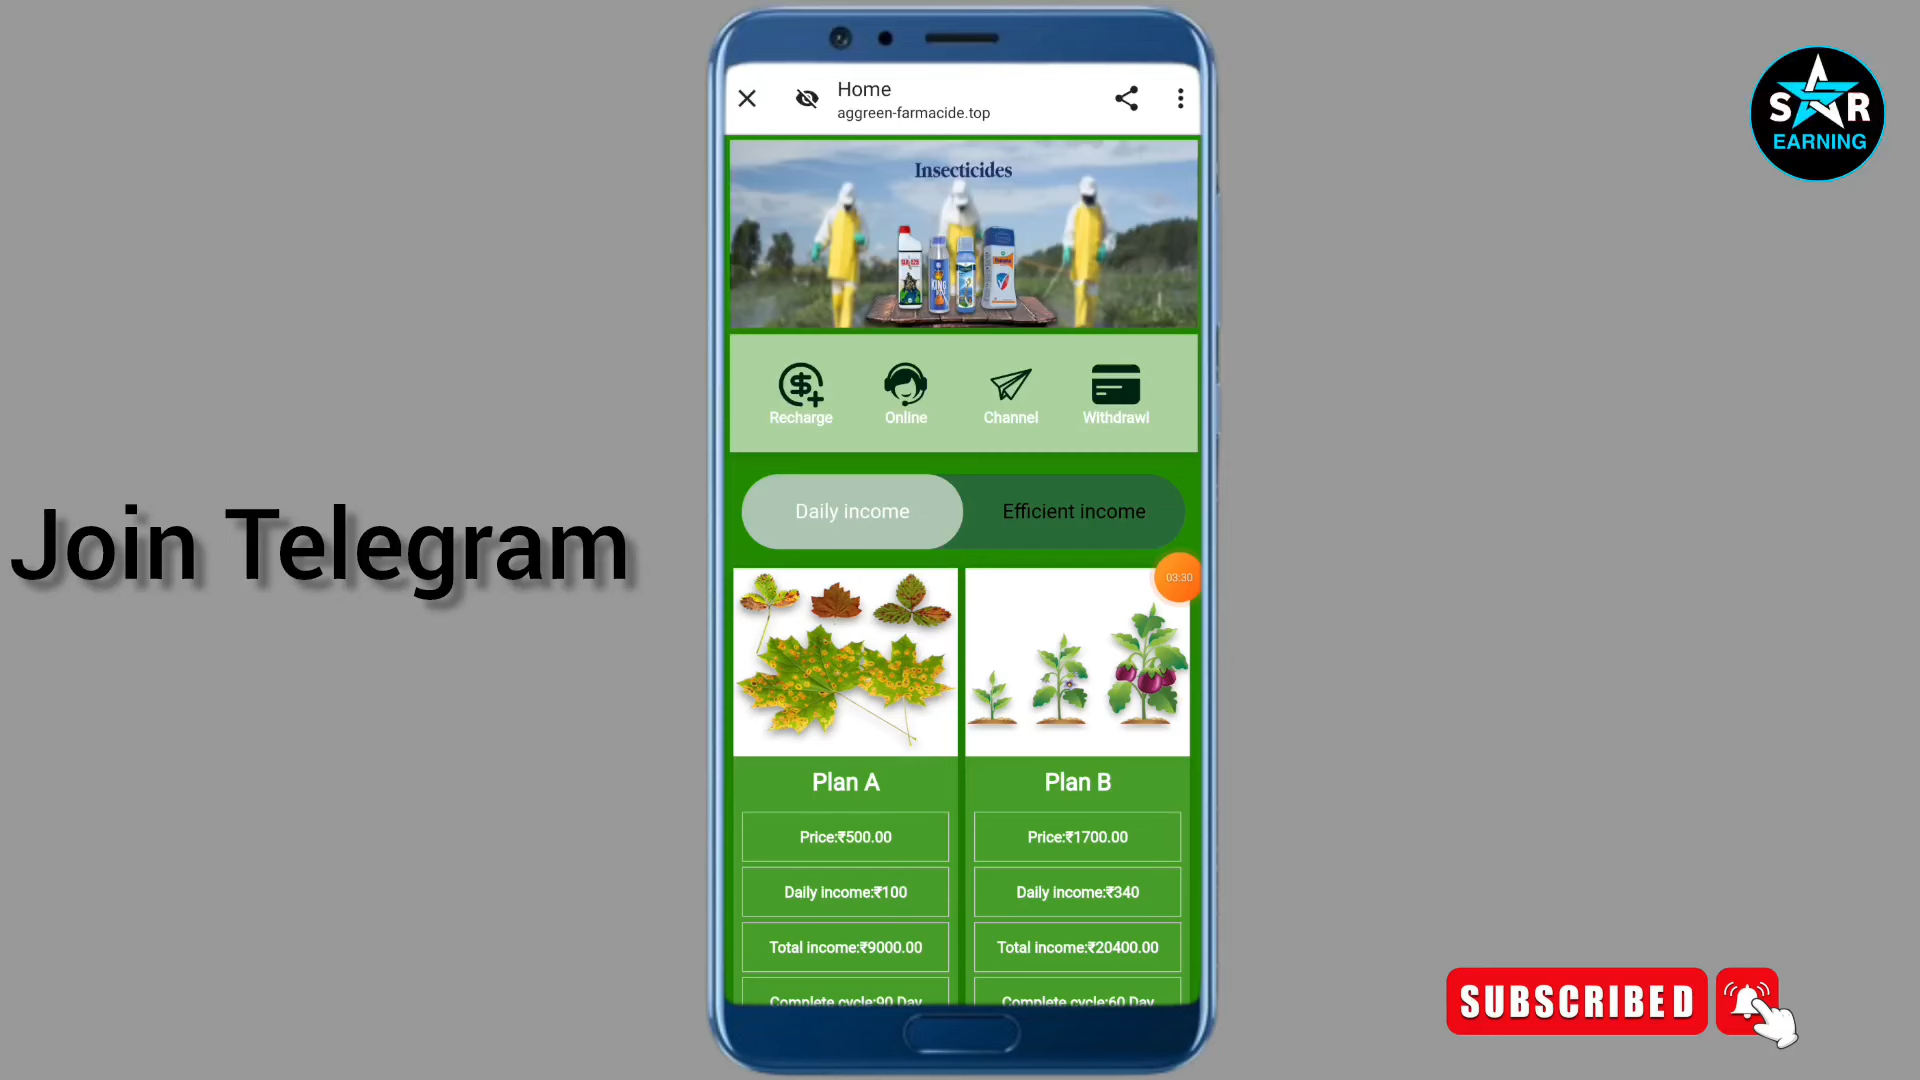 Home
aggreen-farmacide.top
STAR
EARNING
Insecticides
KING
Recharge
Online
Channel
Withdrawl
Daily income
Efficient income
Join Telegram
03:30
Plan A
Plan B
Price:₹500.00
Price:₹1700.00
Daily income:₹100
Daily income:₹340
Total income:₹9000.00
Total income:₹20400.00
Complete cycle:90 Day
Complete cycle:60 Day
SUBSCRIBED